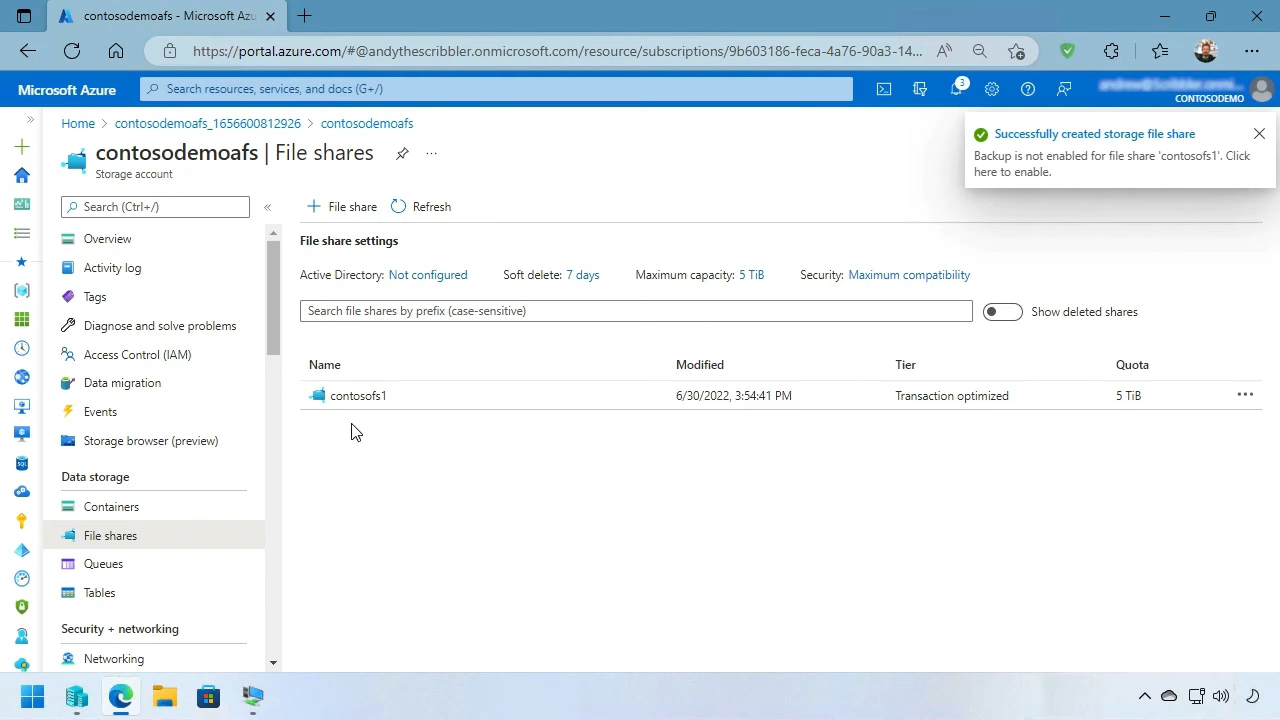 contosodemoafs - Microsoft Azu
https://portal.azure.com/#@andythescribbler.onmicrosoft.com/resource/subscriptions/9b603186-feca-4a76-90a3-14...
Microsoft Azure
Search resources, services, and docs (G+/)
3
CONTOSODEMO
Home > contosodemoafs_1656600812926 > contosodemoafs
contosodemoafs | File shares
Storage account
Successfully created storage file share
Backup is not enabled for file share 'contosofs1'. Click
here to enable.
Search (Ctrl+/)
Overview
Activity log
Tags
Diagnose and solve problems
Access Control (IAM)
Data migration
Events
Storage browser (preview)
Data storage
Containers
File shares
Queues
Tables
Security + networking
Networking
File share
Refresh
File share settings
Active Directory: Not configured
Soft delete: 7 days
Maximum capacity: 5 TiB
Security: Maximum compatibility
Search file shares by prefix (case-sensitive)
Show deleted shares
Name Modified Tier Quota
contosofs1 6/30/2022, 3:54:41 PM Transaction optimized 5 TiB